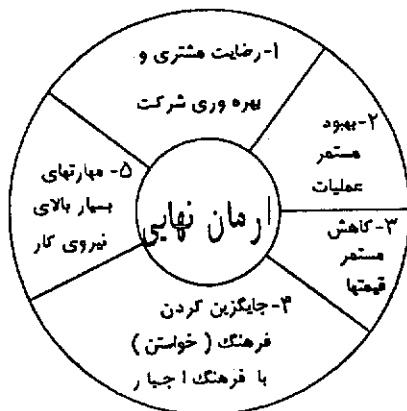 ۱-رضایت مشتری و
بهره وری شرکت
۲-بهبود
مستمر
عملیات
۳-کاهش
مستمر
قیمتها
۴-جایگزین کردن
فرهنگ ( خواستن )
با فرهنگ اجبار
۵- مهارتهای
بسیار بالای
نیروی کار
ارمان نهایی